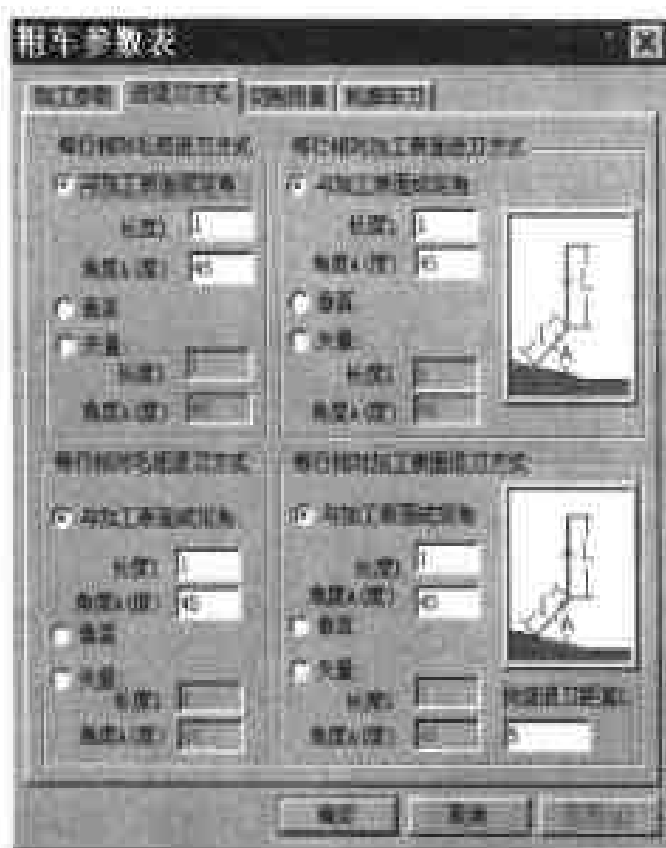 粗车参数表
加工参数 进退刀方式 切削用量 轮廓车刀
每行相对毛坯进刀方式
与加工表面成定角
长度l 1
角度A(度) 45
垂直
矢量
长度l
角度A(度)
每行相对加工表面进刀方式
与加工表面成定角
长度l 1
角度A(度) 45
垂直
矢量
长度l
角度A(度)
L
l
A
每行相对毛坯退刀方式
与加工表面成定角
长度l 1
角度A(度) 45
垂直
矢量
长度l
角度A(度)
每行相对加工表面退刀方式
与加工表面成定角
长度l 1
角度A(度) 45
垂直
矢量
长度l
角度A(度)
L
l
A
快速退刀距离L
5
确定 取消